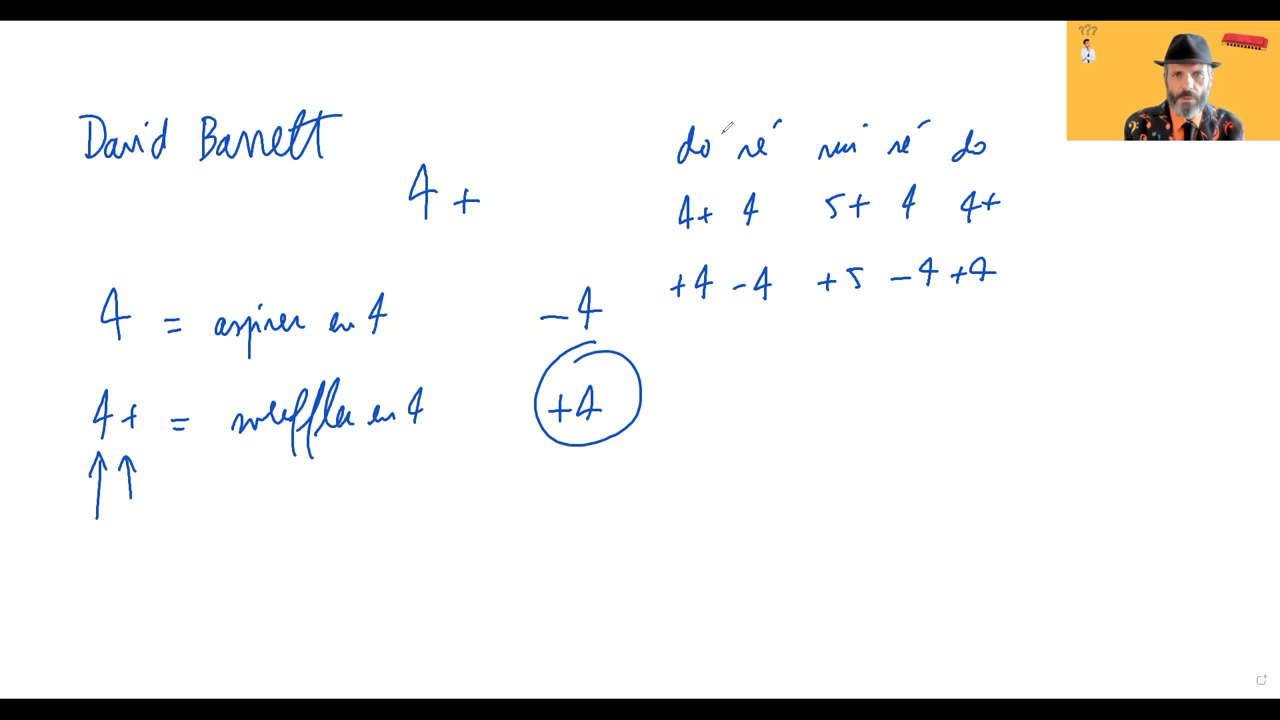 David Barrett
4+
4 = aspirer en 4 -4
4+ = souffler en 4 +4
do ré mi ré do
4+ 4 5+ 4 4+
+4 -4 +5 -4 +4
???